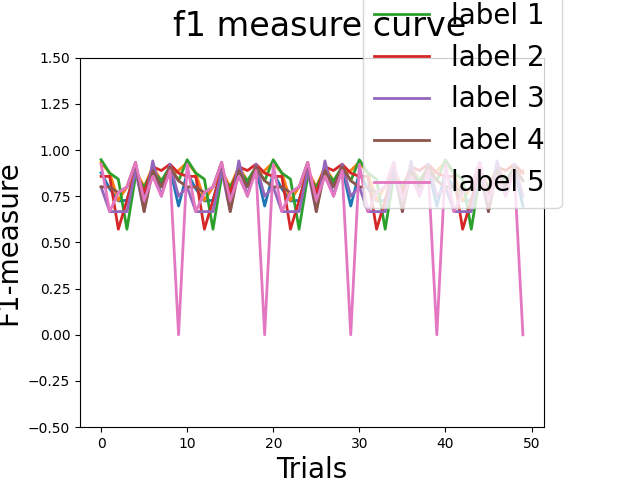 f1 measure curve
label 1
label 2
label 3
label 4
label 5
1.50
1.25
1.00
0.75
0.50
0.25
0.00
−0.25
−0.50
F1-measure
0 10 20 30 40 50
Trials